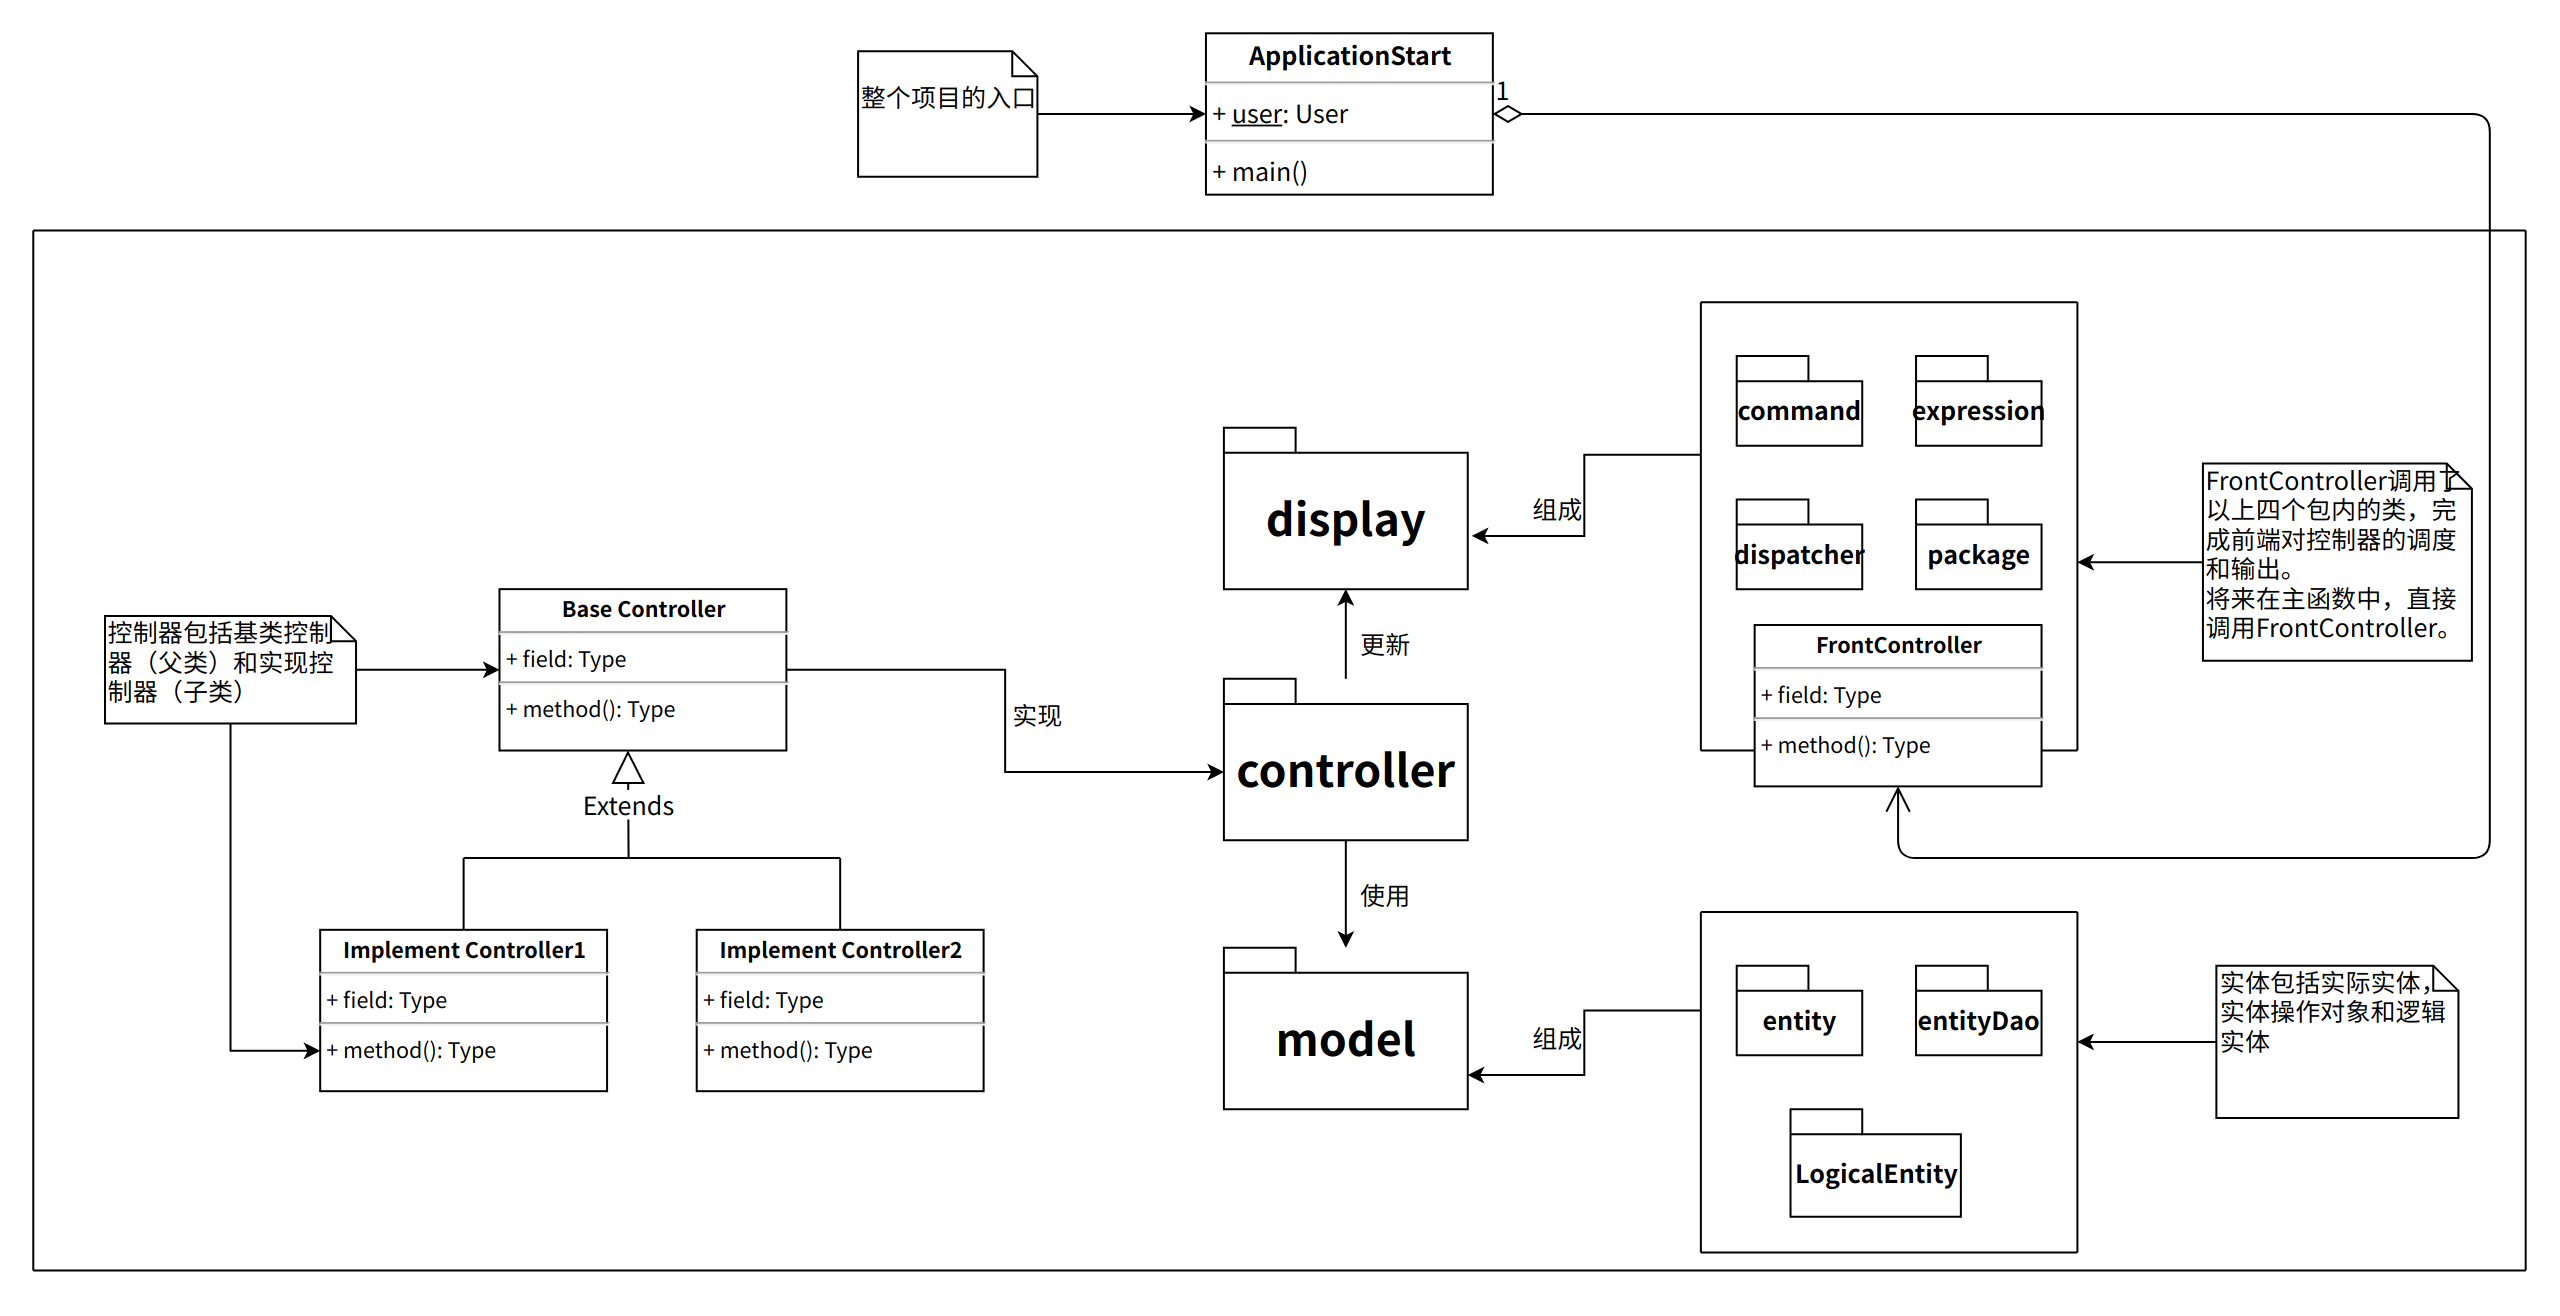 整个项目的入口
ApplicationStart
+ user: User
+ main()
1
command
expression
dispatcher
package
FrontController
+ field: Type
+ method(): Type
FrontController调用了
以上四个包内的类，完
成前端对控制器的调度
和输出。
将来在主函数中，直接
调用FrontController。
display
组成
更新
控制器包括基类控制
器（父类）和实现控
制器（子类）
Base Controller
+ field: Type
+ method(): Type
实现
controller
Extends
使用
Implement Controller1
+ field: Type
+ method(): Type
Implement Controller2
+ field: Type
+ method(): Type
model
组成
entity
entityDao
LogicalEntity
实体包括实际实体，
实体操作对象和逻辑
实体